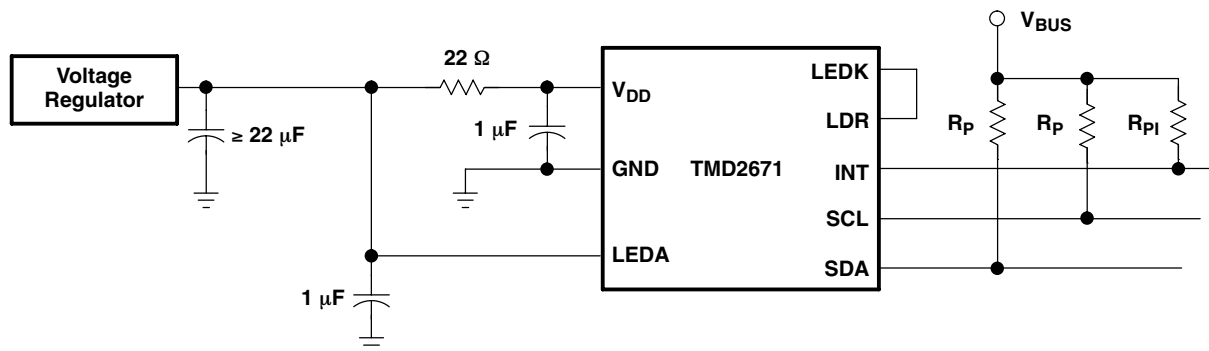 Voltage
Regulator
≥ 22 μF
22 Ω
1 μF
1 μF
V_DD
GND
LEDA
TMD2671
LEDK
LDR
INT
SCL
SDA
V_BUS
R_P
R_P
R_PI